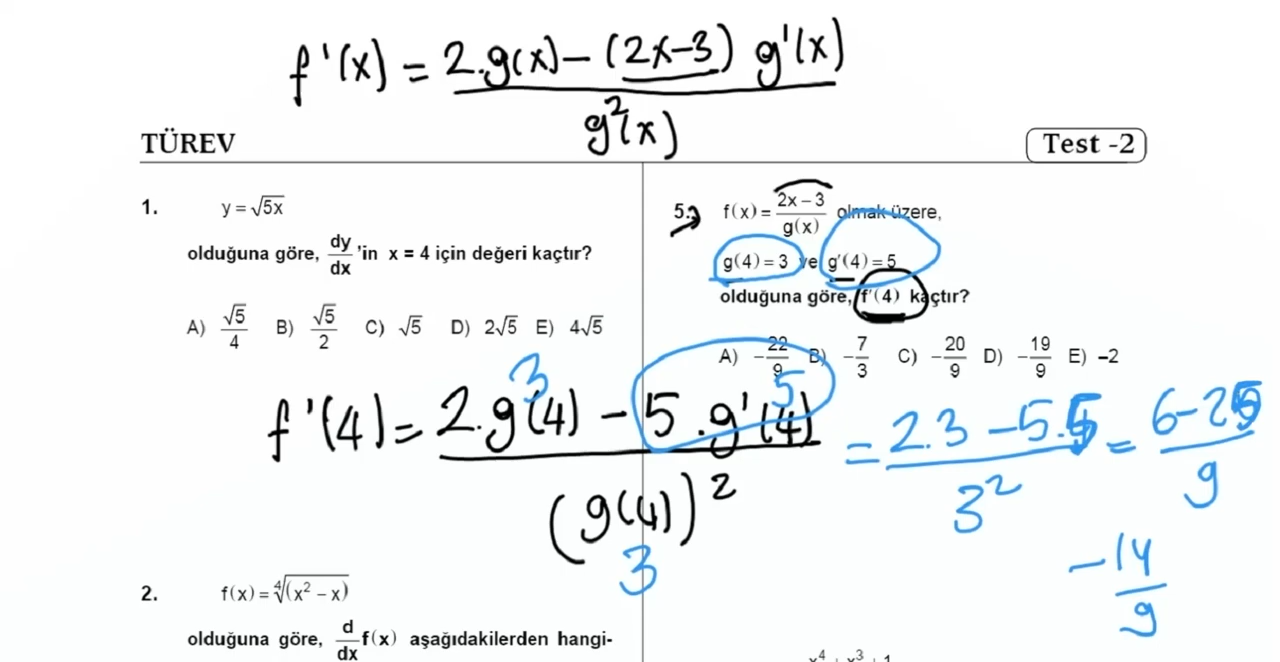 f'(x) = 2.g(x) − (2x−3) g'(x) / g²(x)
TÜREV
Test -2
1. y = √5x
olduğuna göre, dy/dx 'in x = 4 için değeri kaçtır?
A) √5/4 B) √5/2 C) √5 D) 2√5 E) 4√5
5. f(x) = 2x − 3 / g(x) olmak üzere,
g(4) = 3 ve g'(4) = 5
olduğuna göre, f'(4) kaçtır?
A) −22/9 B) −7/3 C) −20/9 D) −19/9 E) −2
f'(4) = 2.g(4) − 5.g'(4) / (g(4))² = 2.3 − 5.5 / 3² = 6−25 / 9
3
5
3
−14/9
2. f(x) = ⁴√(x² − x)
olduğuna göre, d/dx f(x) aşağıdakilerden hangi-